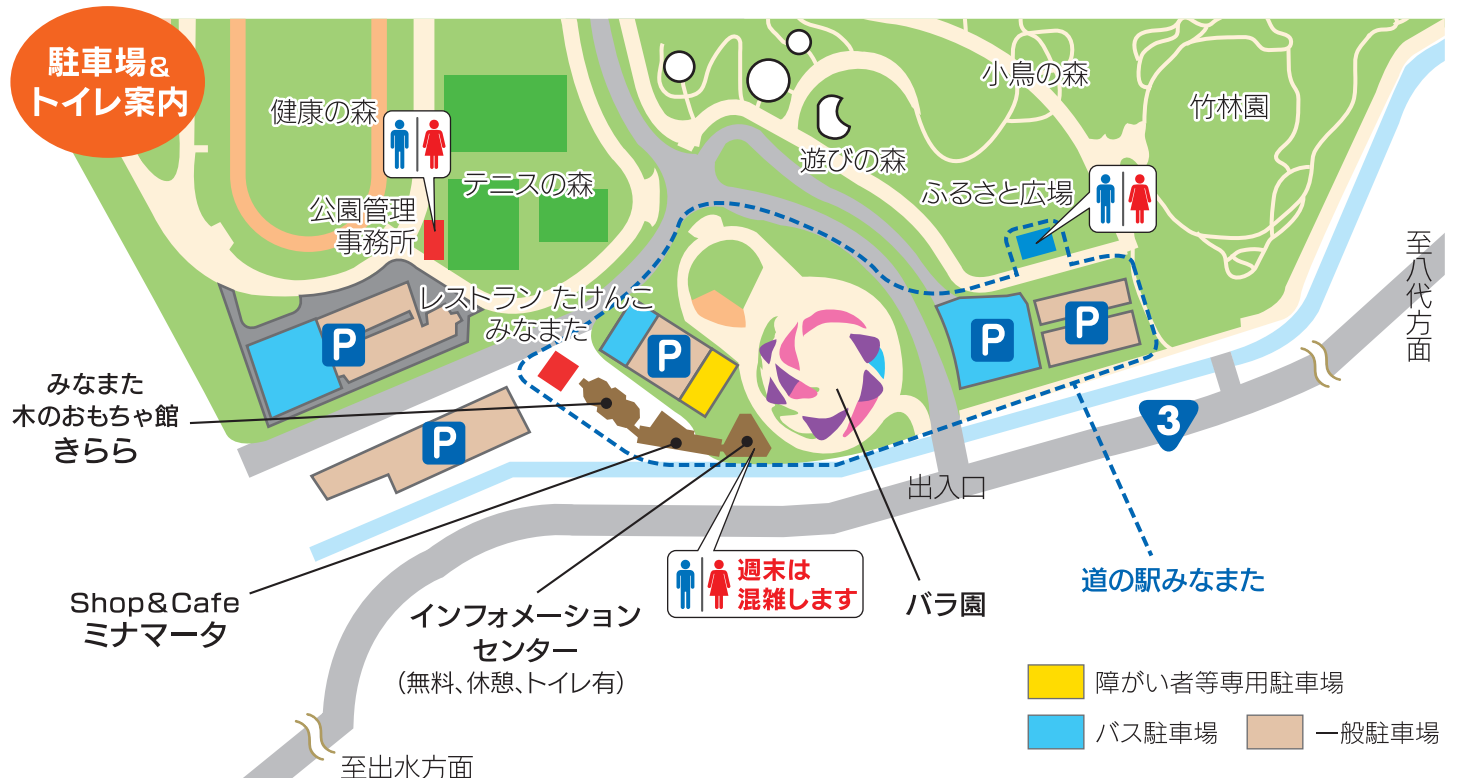 駐車場&
トイレ案内
健康の森
公園管理
事務所
テニスの森
小鳥の森
竹林園
遊びの森
ふるさと広場
至八代方面
レストラン たけんこ
みなまた
P
P
P
P
P
3
みなまた
木のおもちゃ館
きらら
出入口
Shop&Cafe
ミナマータ
インフォメーション
センター
(無料、休憩、トイレ有)
週末は
混雑します
バラ園
道の駅みなまた
障がい者等専用駐車場
バス駐車場
一般駐車場
至出水方面